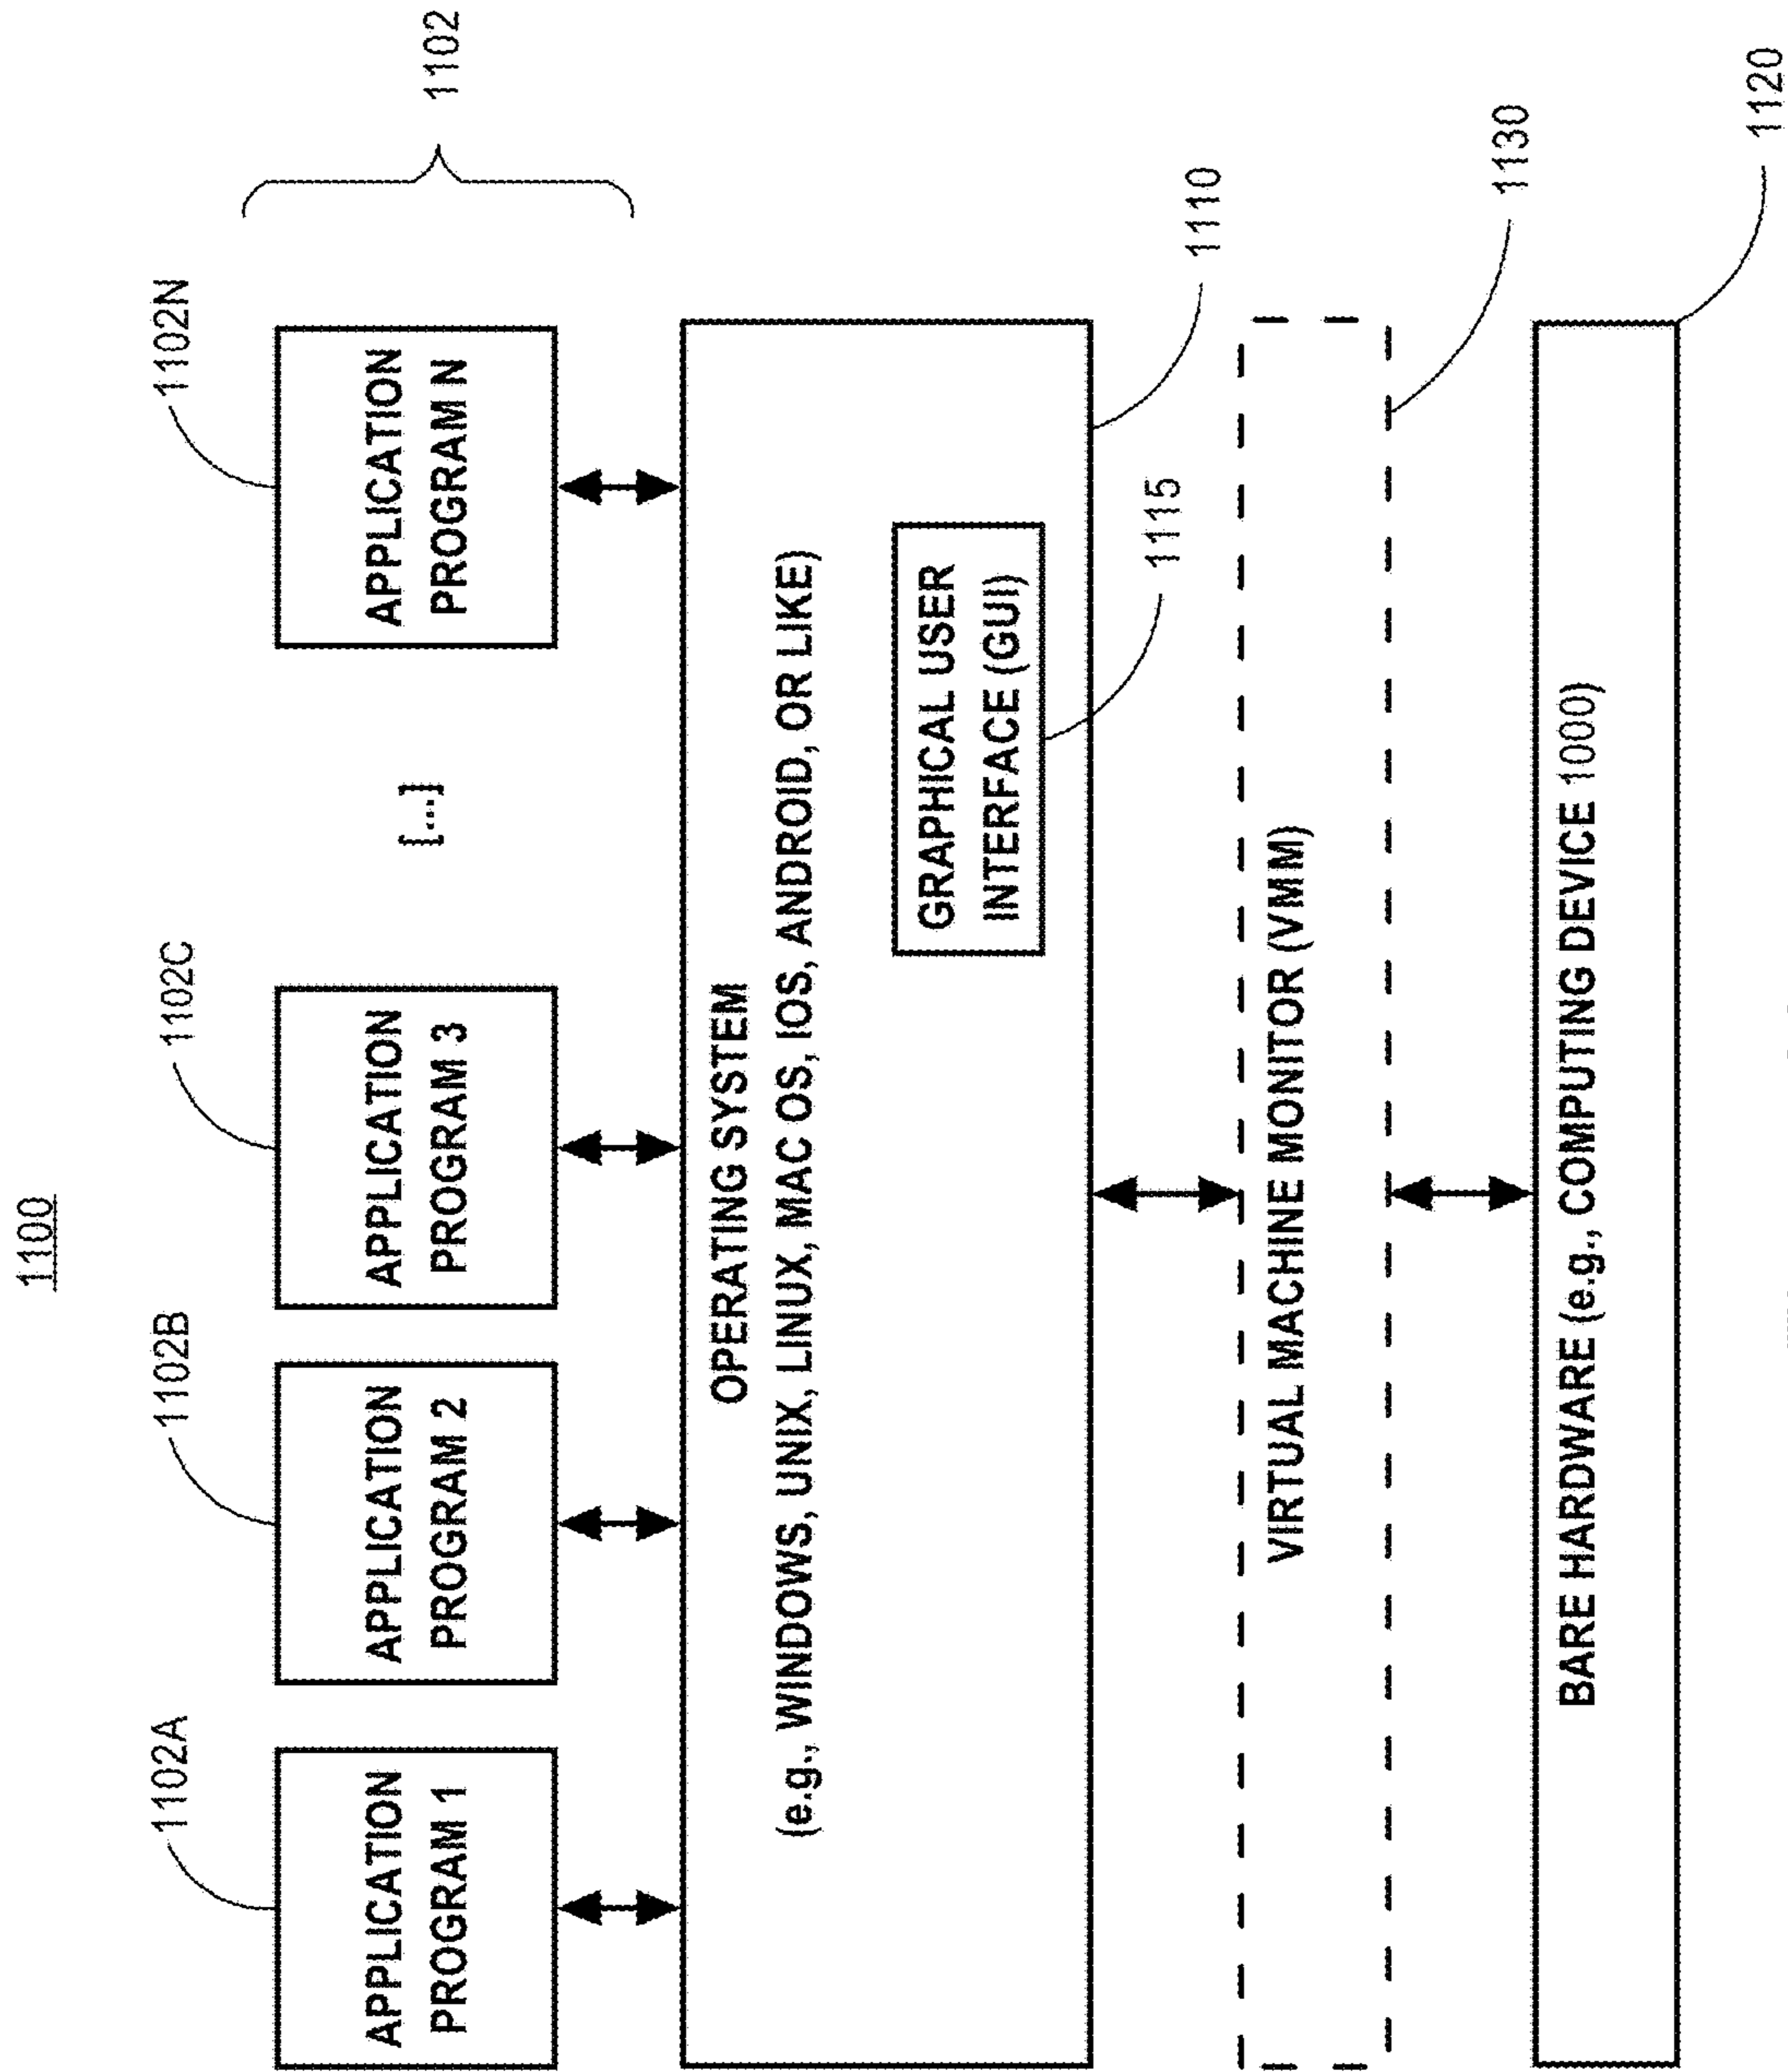 1100
1102A
1102B
1102C
1102N
1102
APPLICATION
PROGRAM 1
APPLICATION
PROGRAM 2
APPLICATION
PROGRAM 3
[...]
APPLICATION
PROGRAM N
OPERATING SYSTEM
(e.g., WINDOWS, UNIX, LINUX, MAC OS, IOS, ANDROID, OR LIKE)
GRAPHICAL USER
INTERFACE (GUI)
1110
1115
VIRTUAL MACHINE MONITOR (VMM)
1130
BARE HARDWARE (e.g., COMPUTING DEVICE 1000)
1120